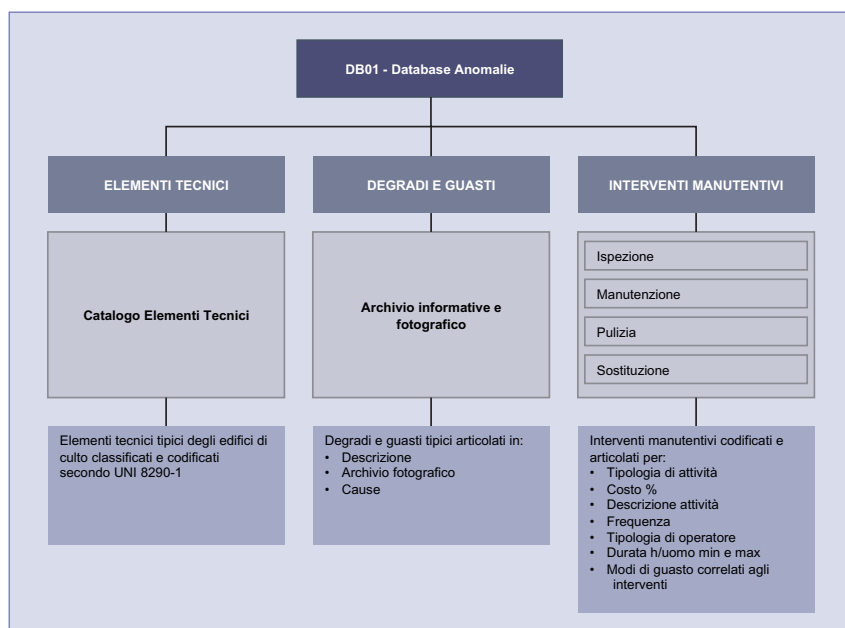 DB01 - Database Anomalie
ELEMENTI TECNICI
Catalogo Elementi Tecnici
Elementi tecnici tipici degli edifici di
culto classificati e codificati
secondo UNI 8290-1
DEGRADI E GUASTI
Archivio informative e
fotografico
Degradi e guasti tipici articolati in:
• Descrizione
• Archivio fotografico
• Cause
INTERVENTI MANUTENTIVI
Ispezione
Manutenzione
Pulizia
Sostituzione
Interventi manutentivi codificati e
articolati per:
• Tipologia di attività
• Costo %
• Descrizione attività
• Frequenza
• Tipologia di operatore
• Durata h/uomo min e max
• Modi di guasto correlati agli
interventi